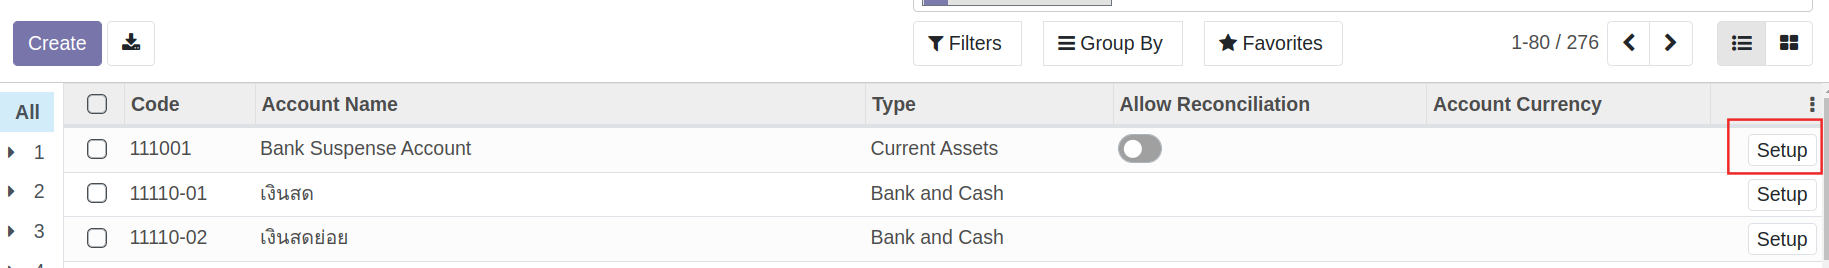 Create Filters Group By Favorites 1-80 / 276
All Code Account Name Type Allow Reconciliation Account Currency
1 111001 Bank Suspense Account Current Assets Setup
2 11110-01 เงินสด Bank and Cash Setup
3 11110-02 เงินสดย่อย Bank and Cash Setup